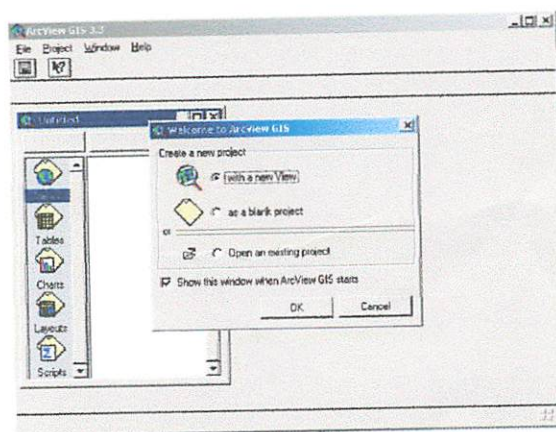 ArcView GIS 3.3
File Project Window Help
Untitled
Tables
Charts
Layouts
Scripts
Welcome to ArcView GIS
Create a new project
with a new View
as a blank project
or
Open an existing project
Show this window when ArcView GIS starts
OK Cancel